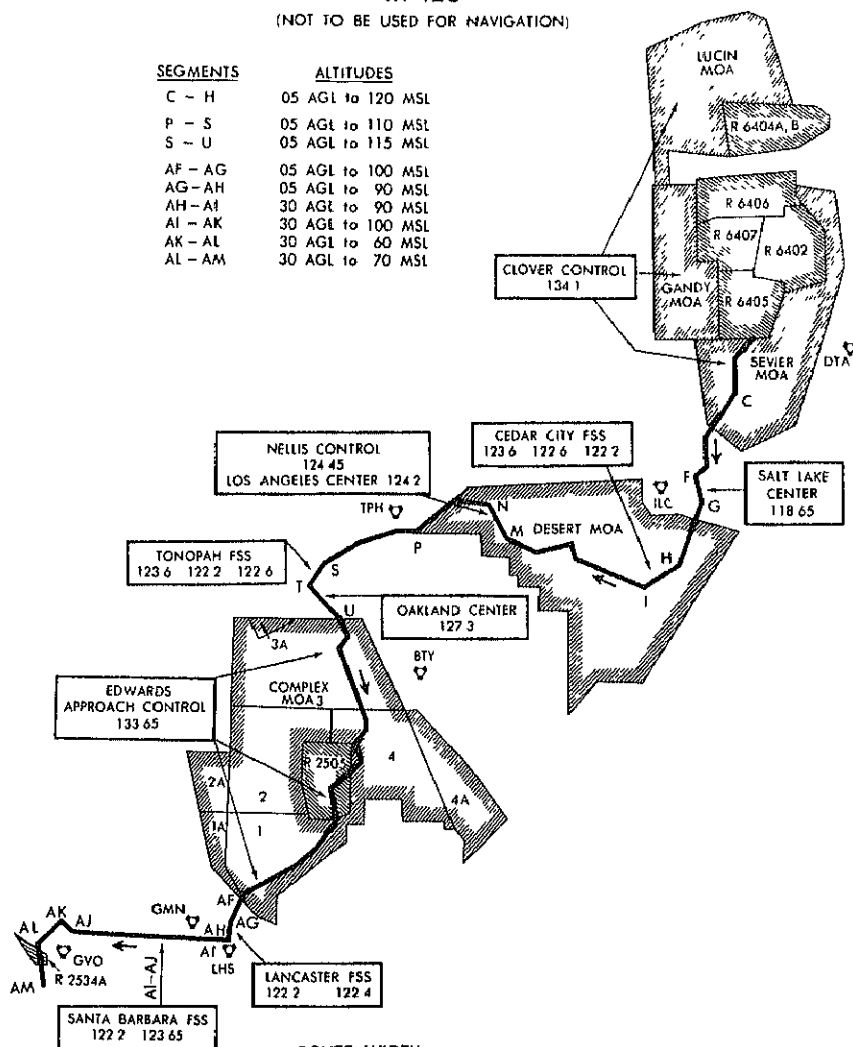 (NOT TO BE USED FOR NAVIGATION)
SEGMENTS ALTITUDES
C - H 05 AGL to 120 MSL
P - S 05 AGL to 110 MSL
S - U 05 AGL to 115 MSL
AF - AG 05 AGL to 100 MSL
AG - AH 05 AGL to 90 MSL
AH - AI 30 AGL to 90 MSL
AI - AK 30 AGL to 100 MSL
AK - AL 30 AGL to 60 MSL
AL - AM 30 AGL to 70 MSL
LUCIN
MOA
R 6404A, B
R 6406
R 6407
R 6402
CLOVER CONTROL
134 1
GANDY
MOA
R 6405
SEVIER
MOA
DTA
C
NELLIS CONTROL
124 45
LOS ANGELES CENTER 124 2
CEDAR CITY FSS
123 6 122 6 122 2
F
SALT LAKE
CENTER
118 65
ILC
G
TPH
N
DESERT MOA
M
P
H
I
TONOPAH FSS
123 6 122 2 122 6
S
T
U
OAKLAND CENTER
127 3
3A
BTY
EDWARDS
APPROACH CONTROL
133 65
COMPLEX
MOA 3
R 2505
4
2A
2
4A
1A
1
AF
AG
GMN
AK
AL
AJ
AH
AI
LHS
GVO
R 2534A
AM
AI-AJ
LANCASTER FSS
122 2 122 4
SANTA BARBARA FSS
122 2 123 65